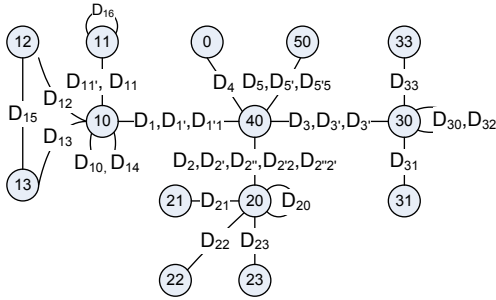 D16
12 11 0 50 33
D11', D11 D4 D5,D5',D5'5 D33
D12
D15 10 D1,D1',D1'1 40 D3,D3',D3' 30 D30,D32
D13
D10, D14 D2,D2',D2'',D2'2,D2''2' D31
13 21 D21 20 D20 31
D22 D23
22 23